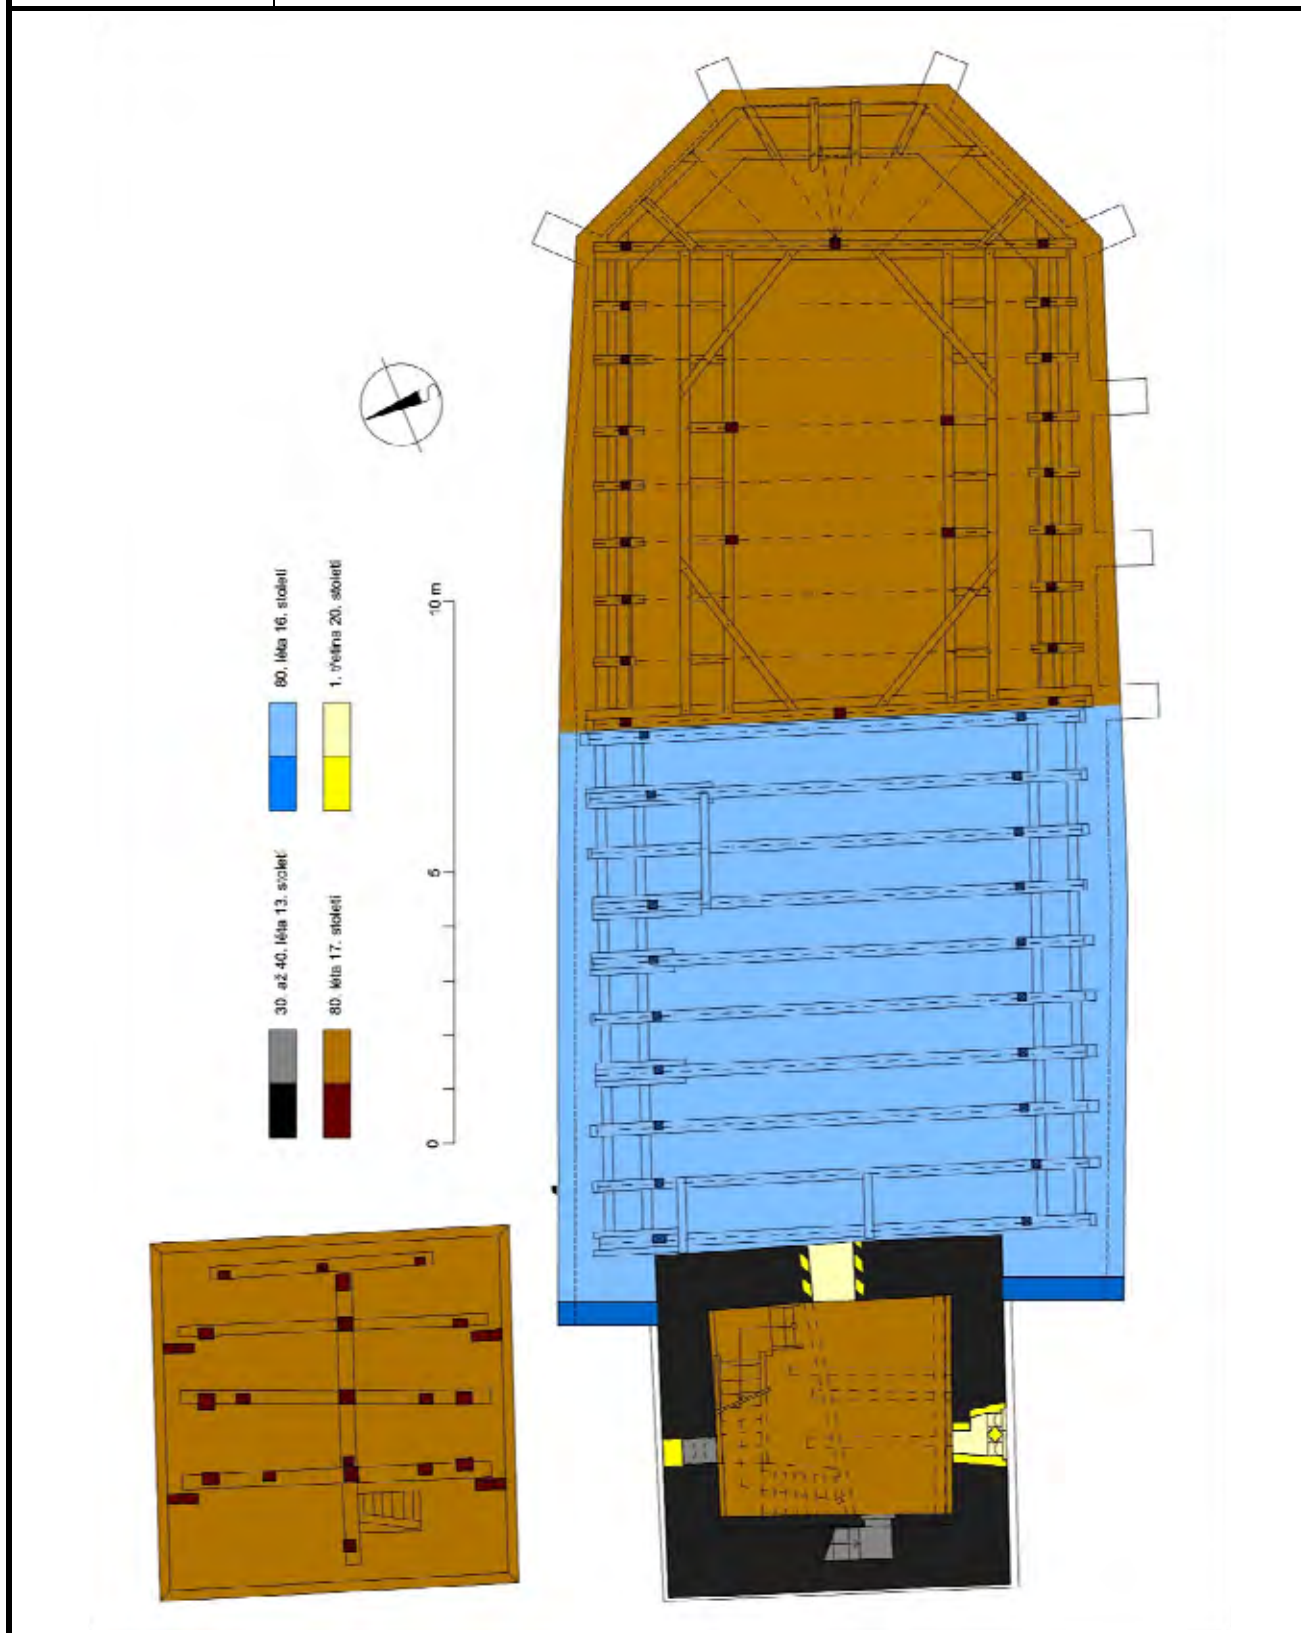 80. léta 16. století
1. třetina 20. století
30. až 40. léta 13. století
80. léta 17. století
10 m
5
0